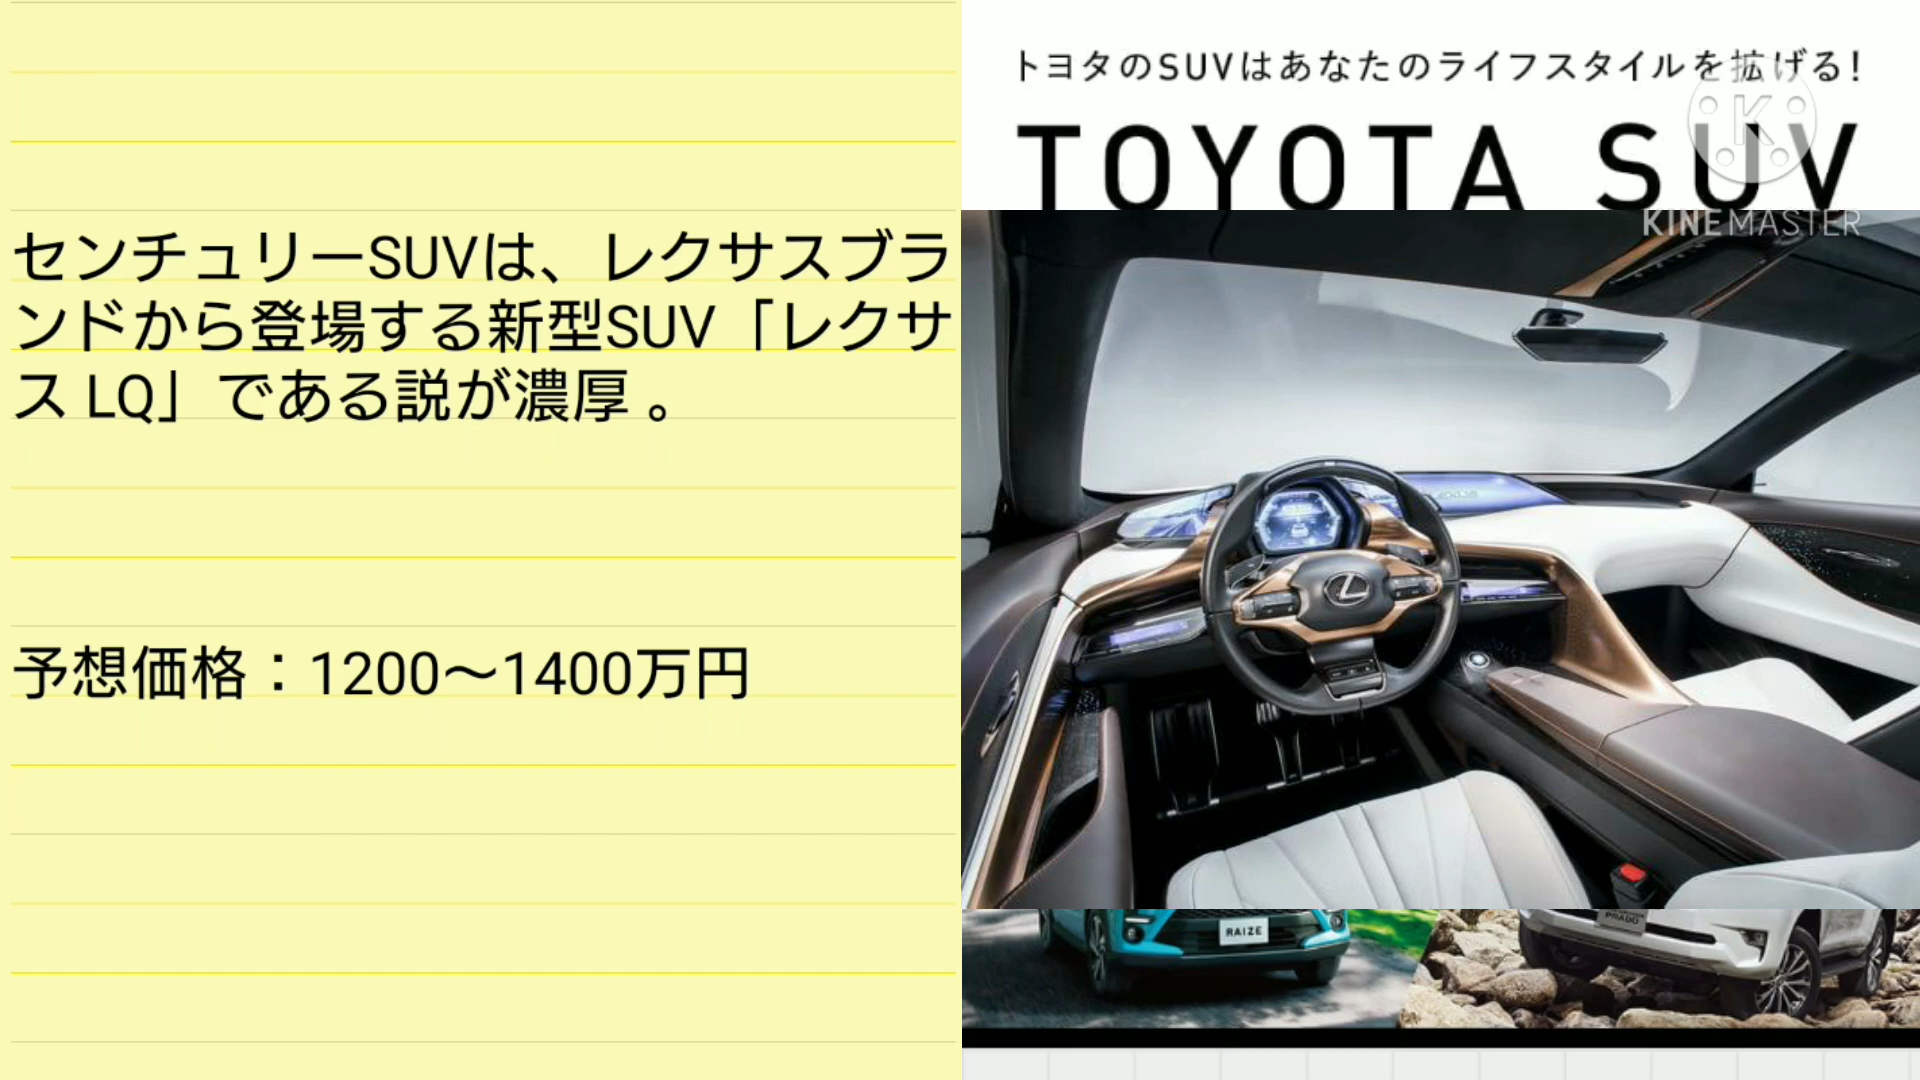 センチュリーSUVは、レクサスブラ
ンドから登場する新型SUV「レクサ
ス LQ」である説が濃厚 。
予想価格：1200〜1400万円
トヨタのSUVはあなたのライフスタイルを拡げる！
TOYOTA SUV
KINEMASTER
RAIZE
PRADO